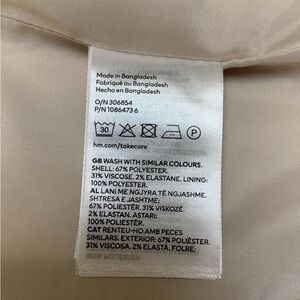 Made in Bangladesh
Fabriqué au Bangladesh
Hecho en Bangladesh
O/N 306854
P/N 1086473 6
30
P
hm.com/takecare
GB WASH WITH SIMILAR COLOURS.
SHELL: 67% POLYESTER,
31% VISCOSE, 2% ELASTANE. LINING:
100% POLYESTER.
AL LANI ME NGJYRA TË NGJASHME.
SHTRESA E JASHTME:
67% POLIESTËR, 31% VISKOZË,
2% ELASTAN. ASTARI:
100% POLIESTËR.
CAT RENTEU-HO AMB PECES
SIMILARS. EXTERIOR: 67% POLIÈSTER,
31% VISCOSA, 2% ELASTÀ. FOLRE: